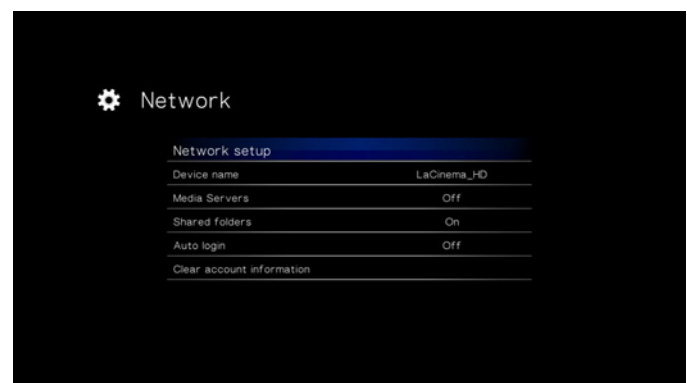 Network
Network setup
Device name LaCinema_HD
Media Servers Off
Shared folders On
Auto login Off
Clear account information